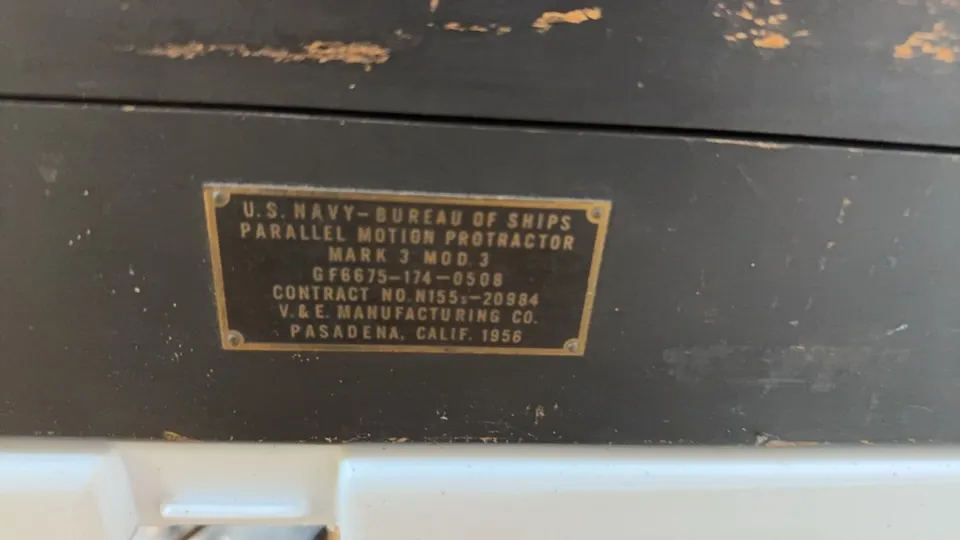 U.S. NAVY-BUREAU OF SHIPS
PARALLEL MOTION PROTRACTOR
MARK 3 MOD.3
GF6675-174-0508
CONTRACT NO.N155s-20984
V.&E. MANUFACTURING CO.
PASADENA, CALIF. 1956